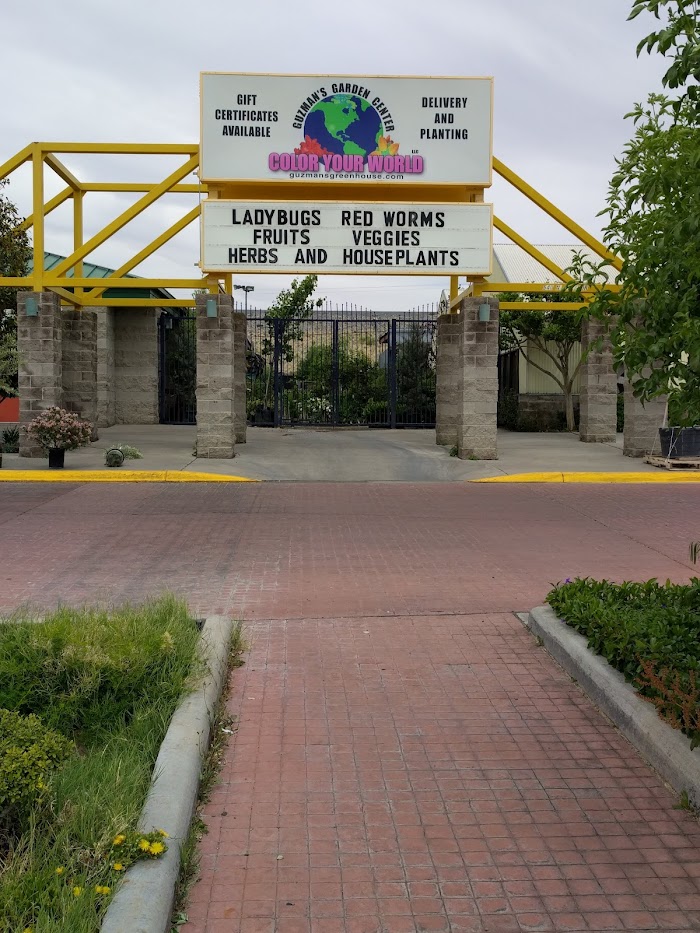 GIFT
CERTIFICATES
AVAILABLE
GUZMAN'S GARDEN CENTER
COLOR YOUR WORLD LLC
guzmansgreenhouse.com
DELIVERY
AND
PLANTING
LADYBUGS RED WORMS
FRUITS VEGGIES
HERBS AND HOUSEPLANTS